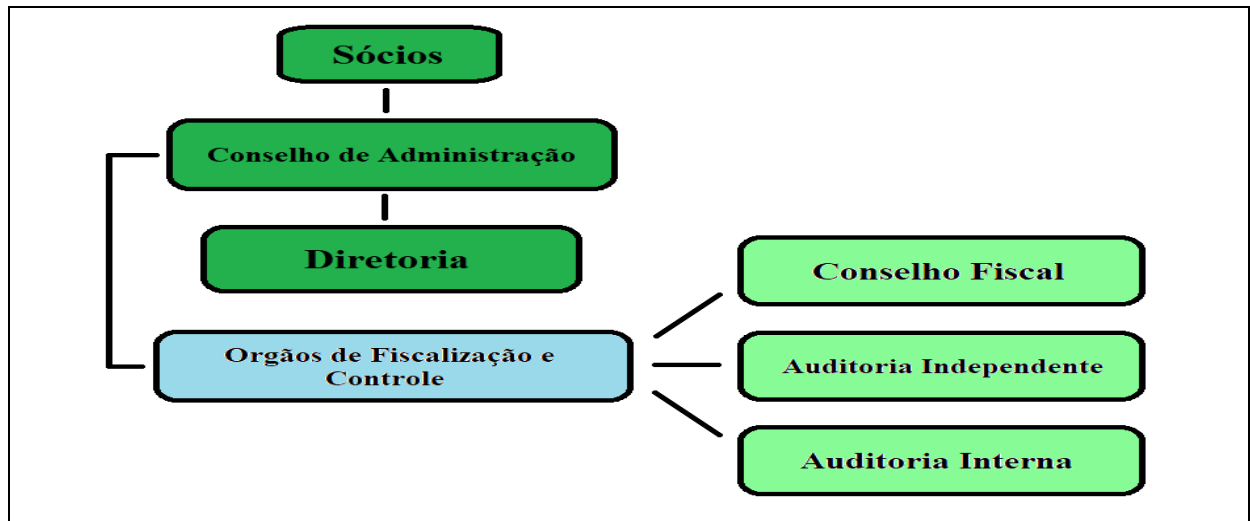 Sócios
Conselho de Administração
Diretoria
Orgãos de Fiscalização e
Controle
Conselho Fiscal
Auditoria Independente
Auditoria Interna